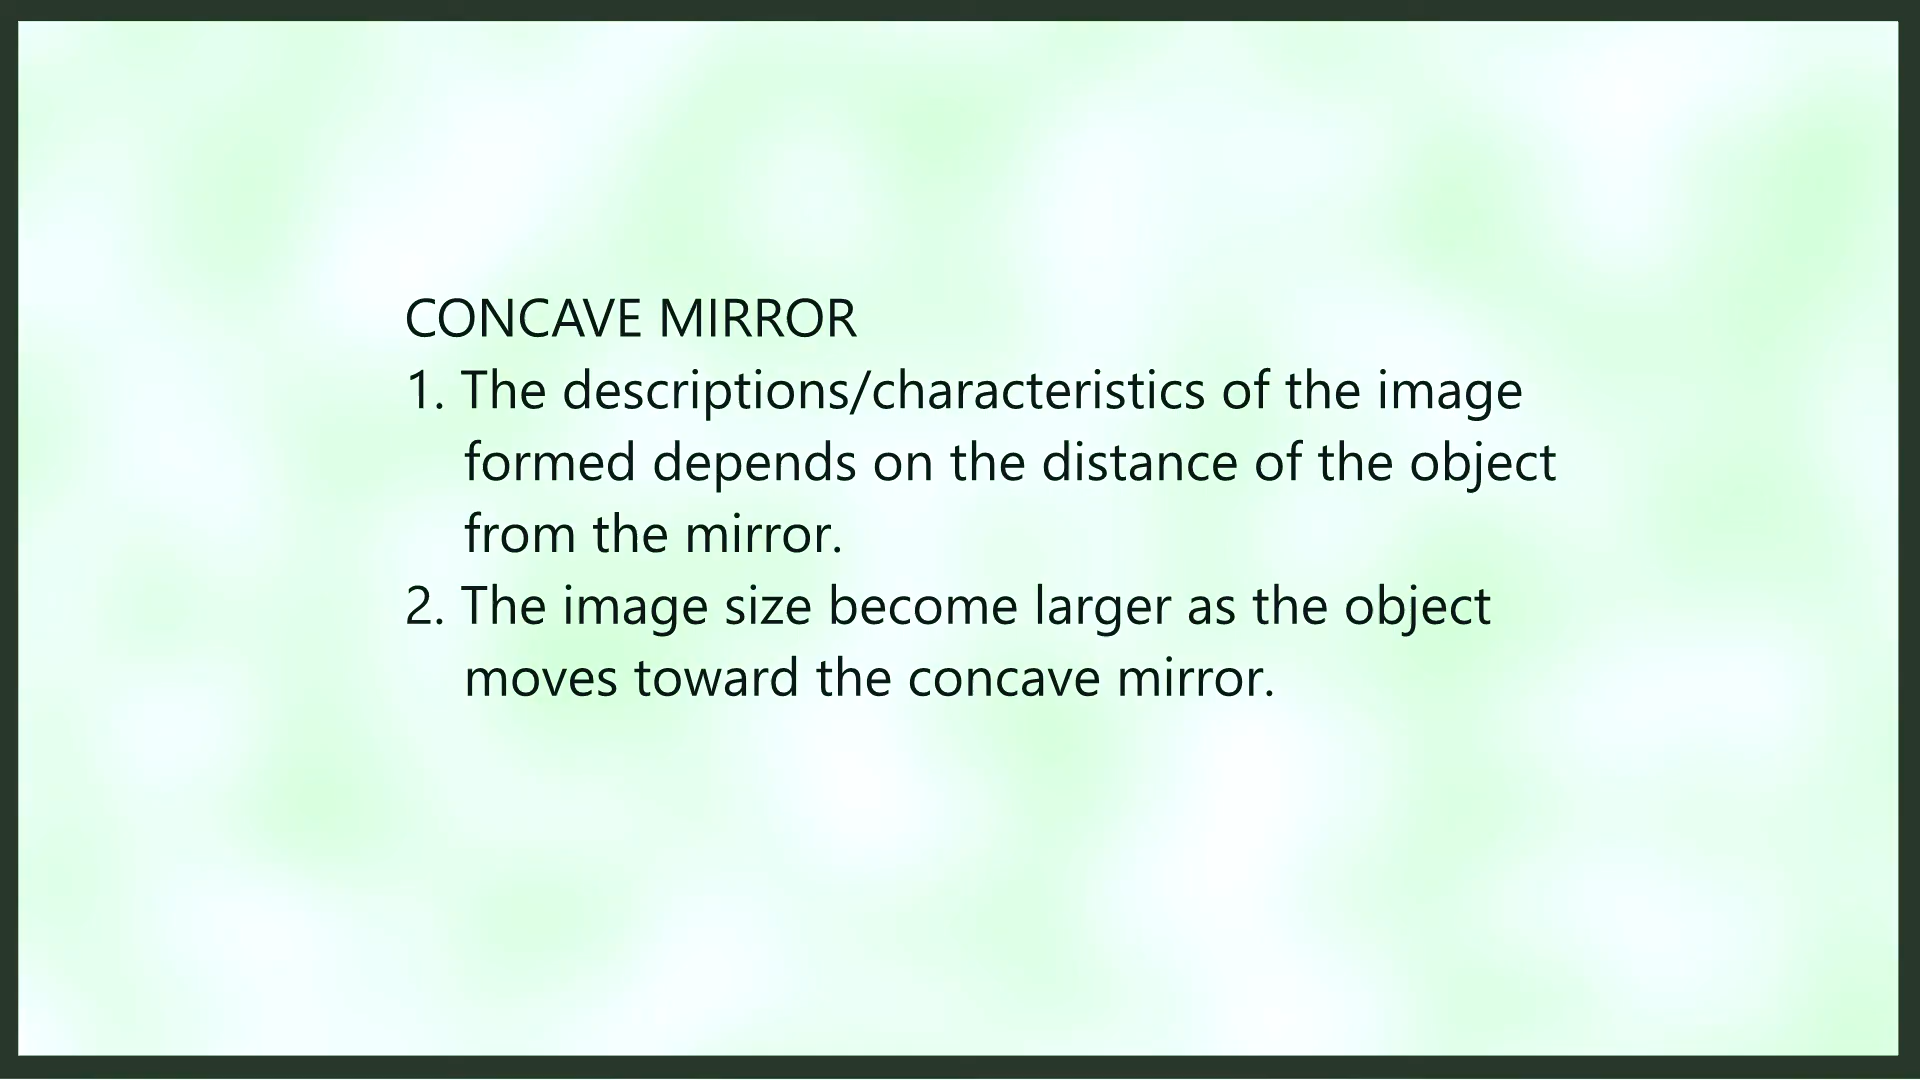 CONCAVE MIRROR
1. The descriptions/characteristics of the image
formed depends on the distance of the object
from the mirror.
2. The image size become larger as the object
moves toward the concave mirror.